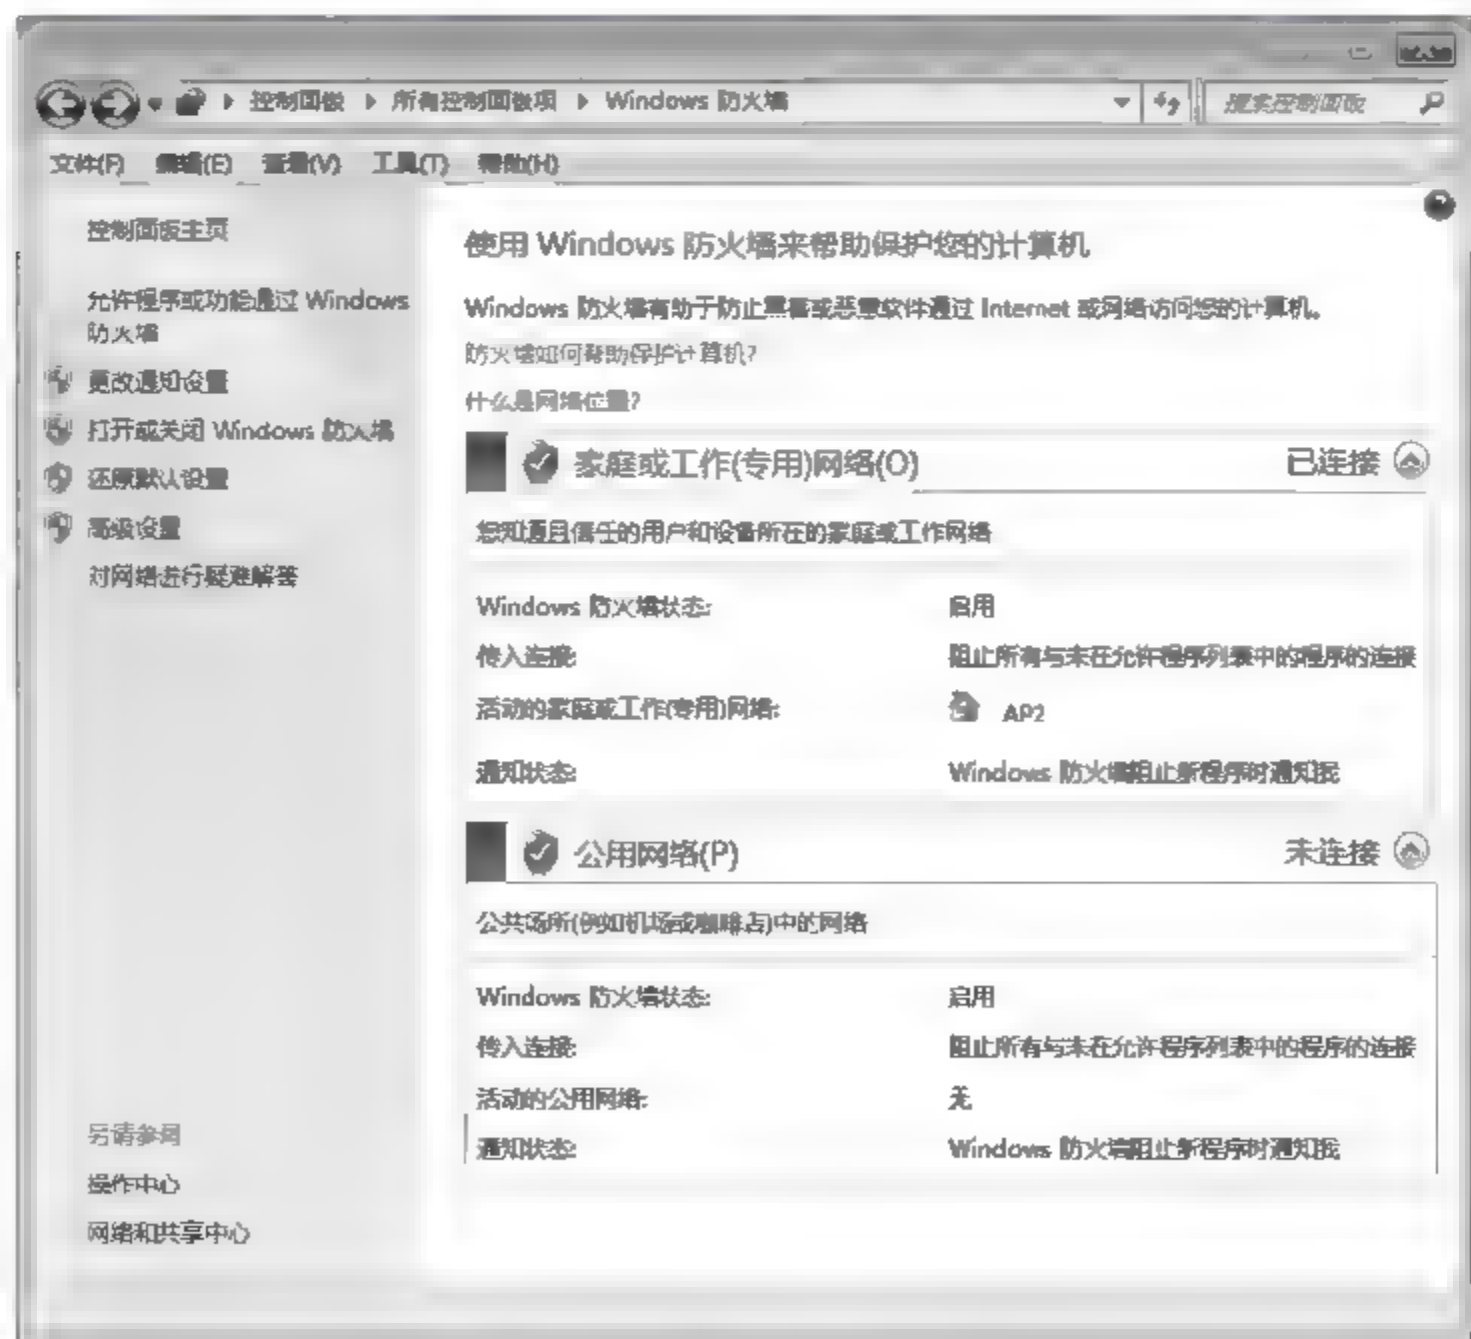 控制面板 ▸ 所有控制面板项 ▸ Windows 防火墙
搜索控制面板
文件(F) 编辑(E) 查看(V) 工具(T) 帮助(H)
控制面板主页
允许程序或功能通过 Windows
防火墙
更改通知设置
打开或关闭 Windows 防火墙
还原默认设置
高级设置
对网络进行疑难解答
另请参阅
操作中心
网络和共享中心
使用 Windows 防火墙来帮助保护您的计算机
Windows 防火墙有助于防止黑客或恶意软件通过 Internet 或网络访问您的计算机。
防火墙如何帮助保护计算机?
什么是网络位置?
家庭或工作(专用)网络(O) 已连接
您知道且信任的用户和设备所在的家庭或工作网络
Windows 防火墙状态: 启用
传入连接: 阻止所有与未在允许程序列表中的程序的连接
活动的家庭或工作(专用)网络: AP2
通知状态: Windows 防火墙阻止新程序时通知我
公用网络(P) 未连接
公共场所(例如机场或咖啡店)中的网络
Windows 防火墙状态: 启用
传入连接: 阻止所有与未在允许程序列表中的程序的连接
活动的公用网络: 无
通知状态: Windows 防火墙阻止新程序时通知我